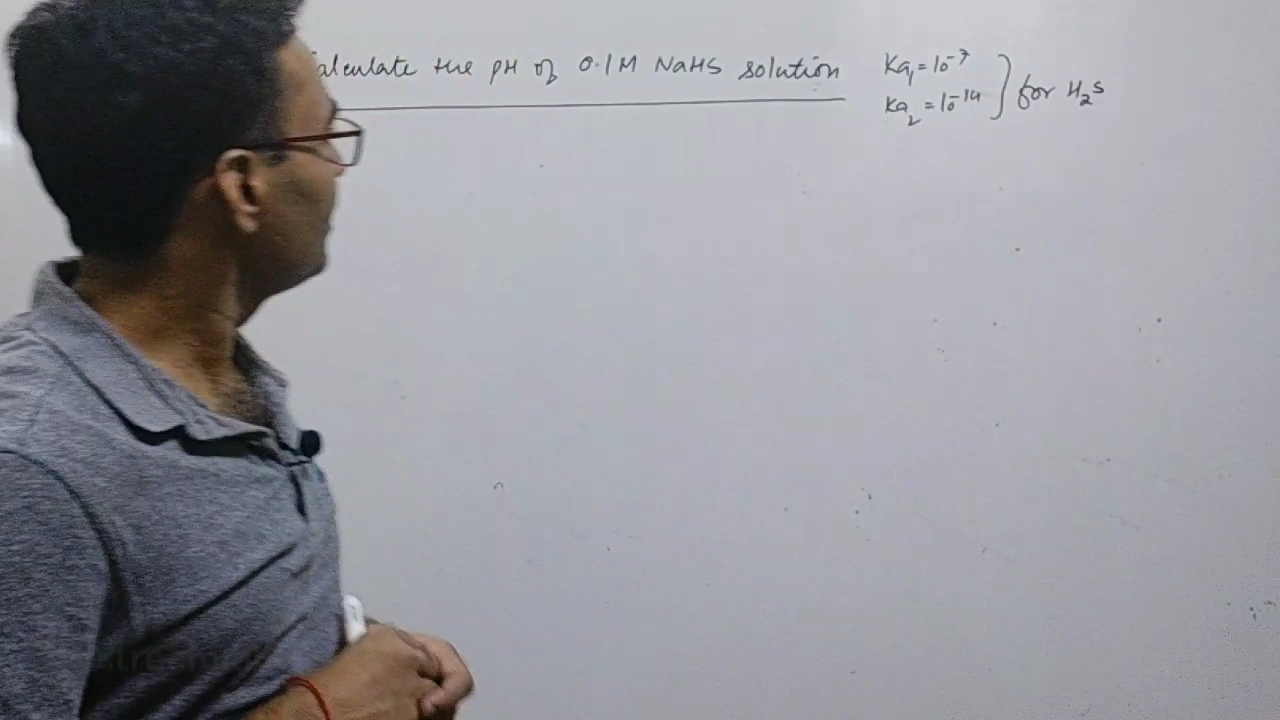 alculate the pH of 0.1M NaHS solution
Ka₁ = 10⁻⁷
Ka₂ = 10⁻¹⁴
} for H₂S